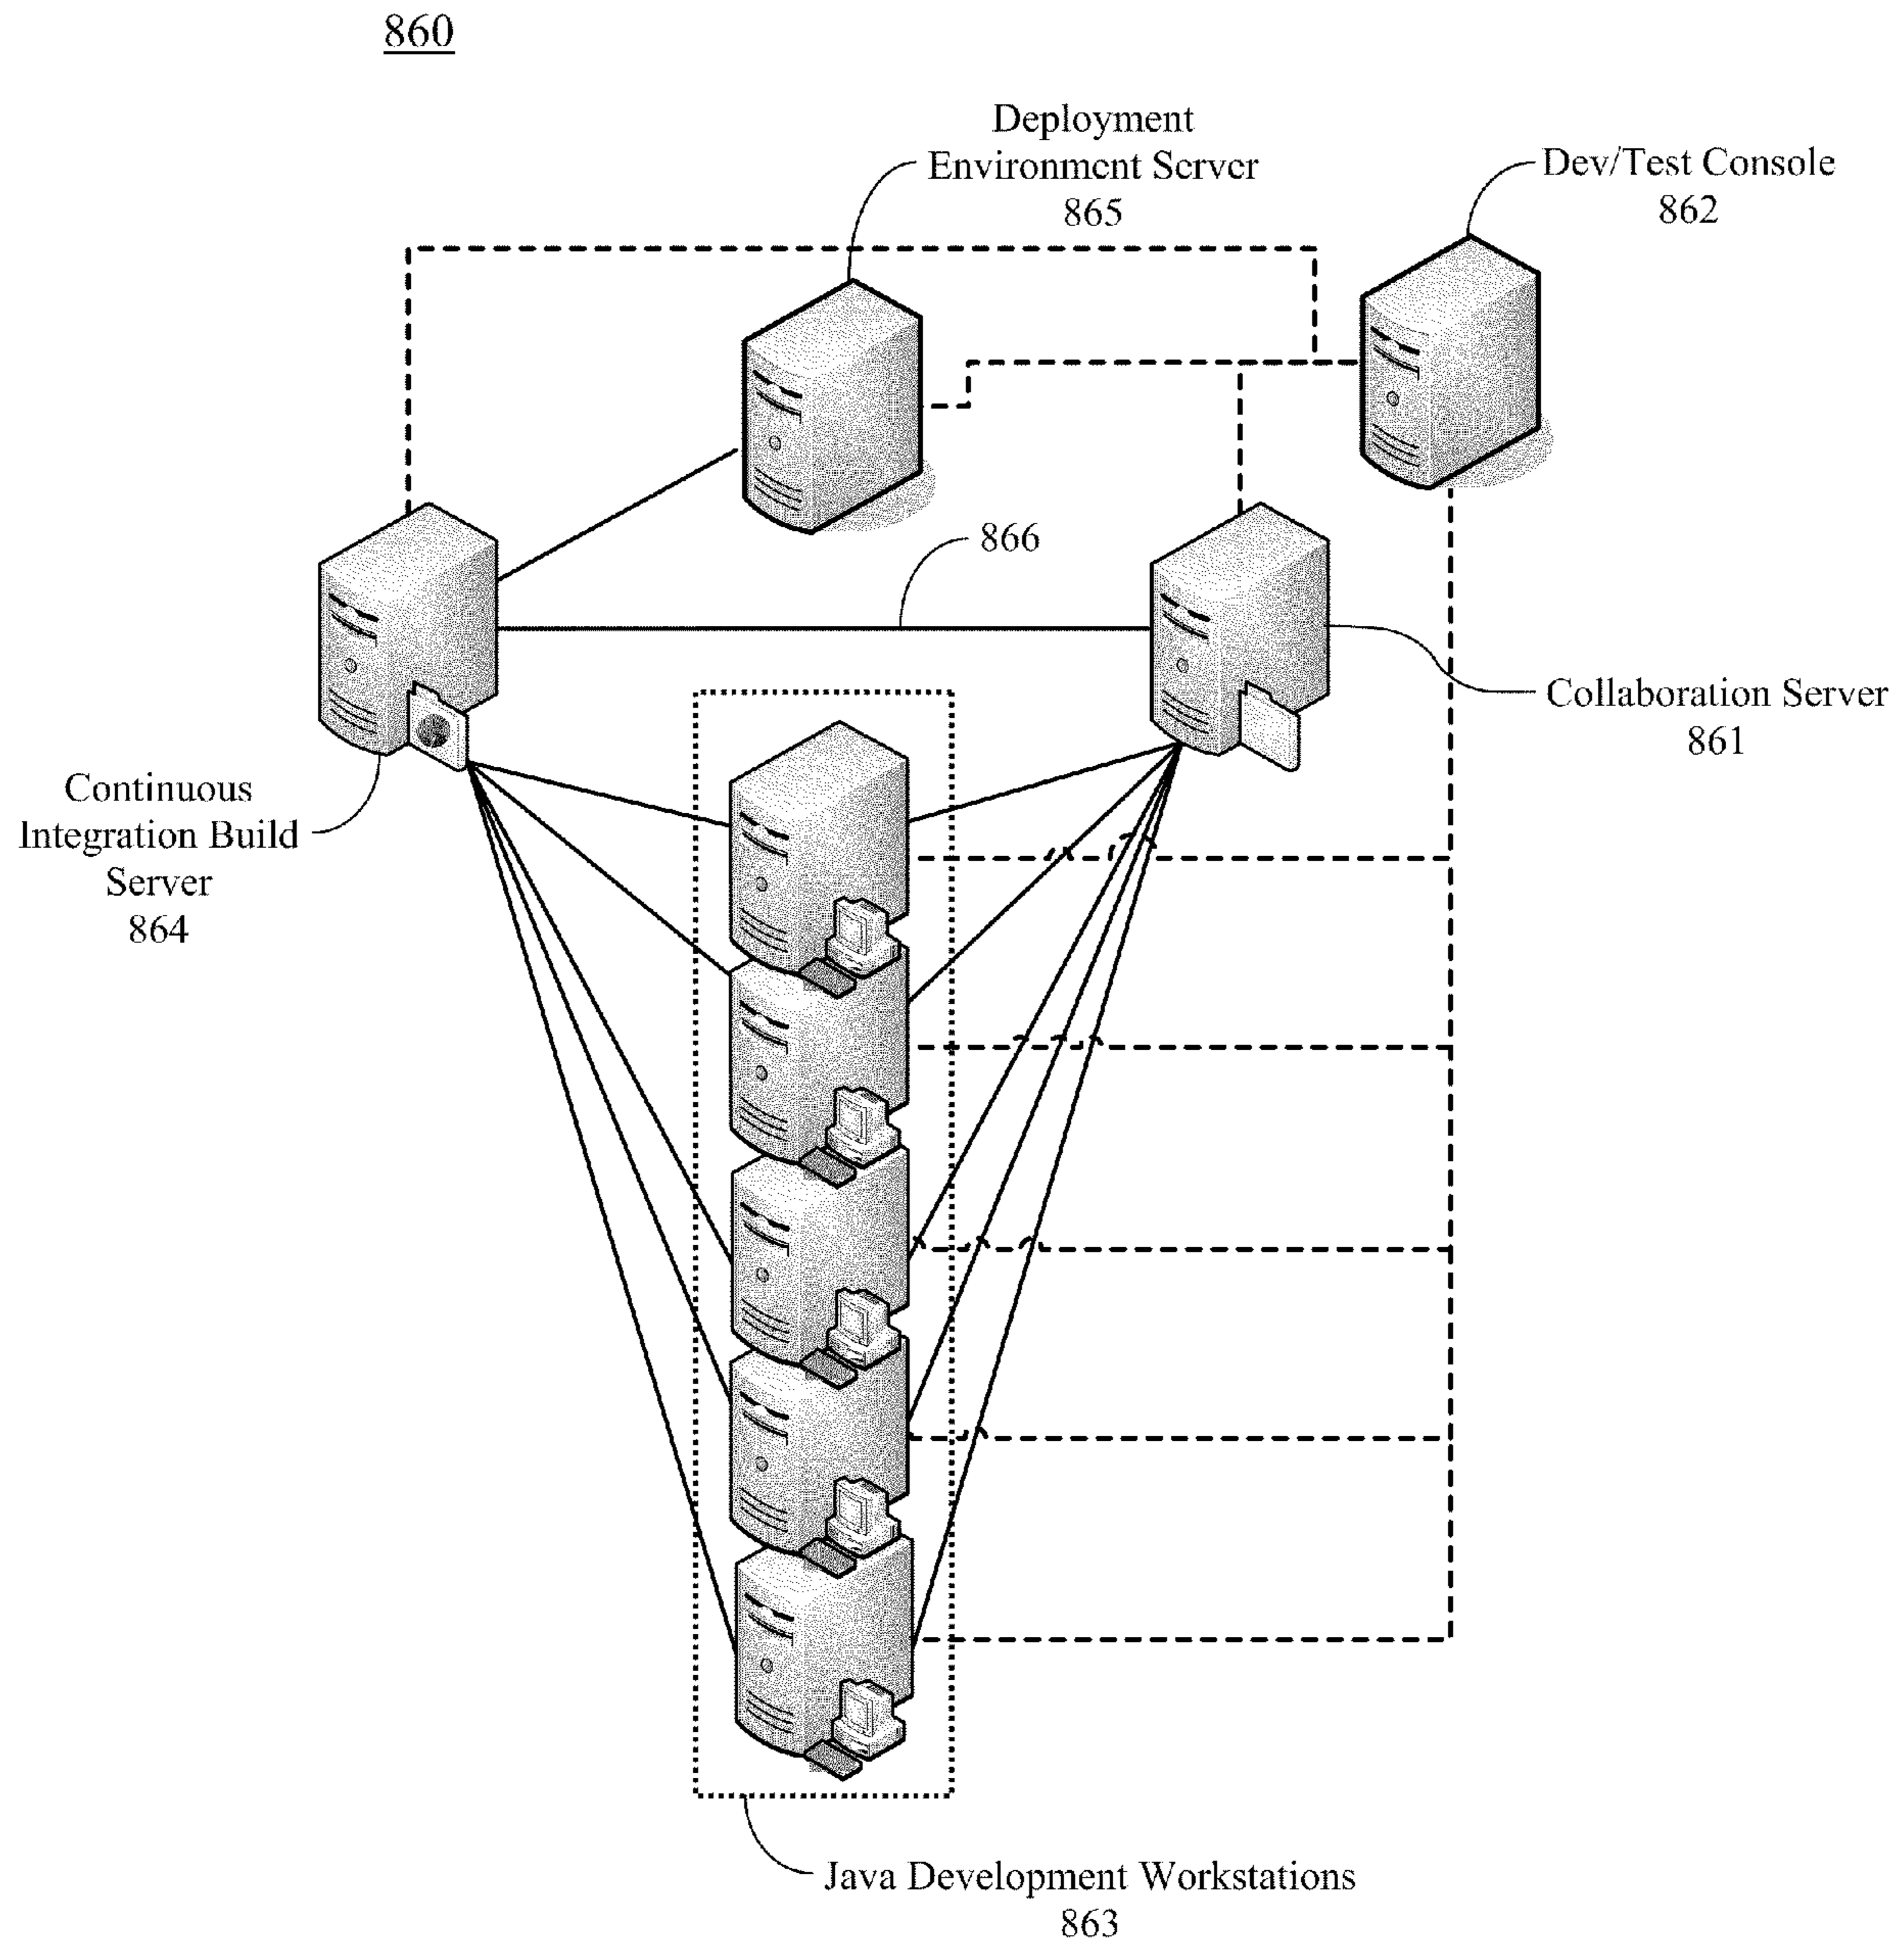 860
Deployment
Environment Server
865
Dev/Test Console
862
866
Collaboration Server
861
Continuous
Integration Build
Server
864
Java Development Workstations
863